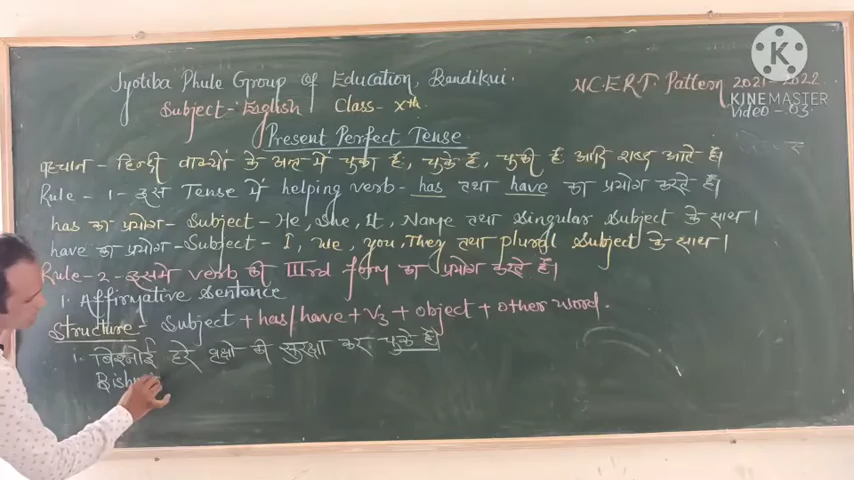 Jyotiba Phule Group of Education, Bandikui.
N.C.E.R.T. Pattern 2021-2022
Subject - English Class - Xth.
KINEMASTER
Video - 03
Present Perfect Tense
पहचान - हिन्दी वाक्यों के अन्त में चुका है, चुके हैं, चुकी है आदि शब्द आते हैं।
Rule - 1 - इस Tense में helping verb - has तथा have का प्रयोग करते हैं।
has का प्रयोग - Subject - He, She, It, Name तथा Singular Subject के साथ।
have का प्रयोग - Subject - I, We, you, They तथा plural Subject के साथ।
Rule - 2 - इसमे verb की IIIrd form का प्रयोग करते हैं।
1. Affirmative Sentence
Structure - Subject + has/have + V3 + object + other word.
1. बिश्नोई हरे वृक्षो की सुरक्षा कर चुके हैं।
Bishn